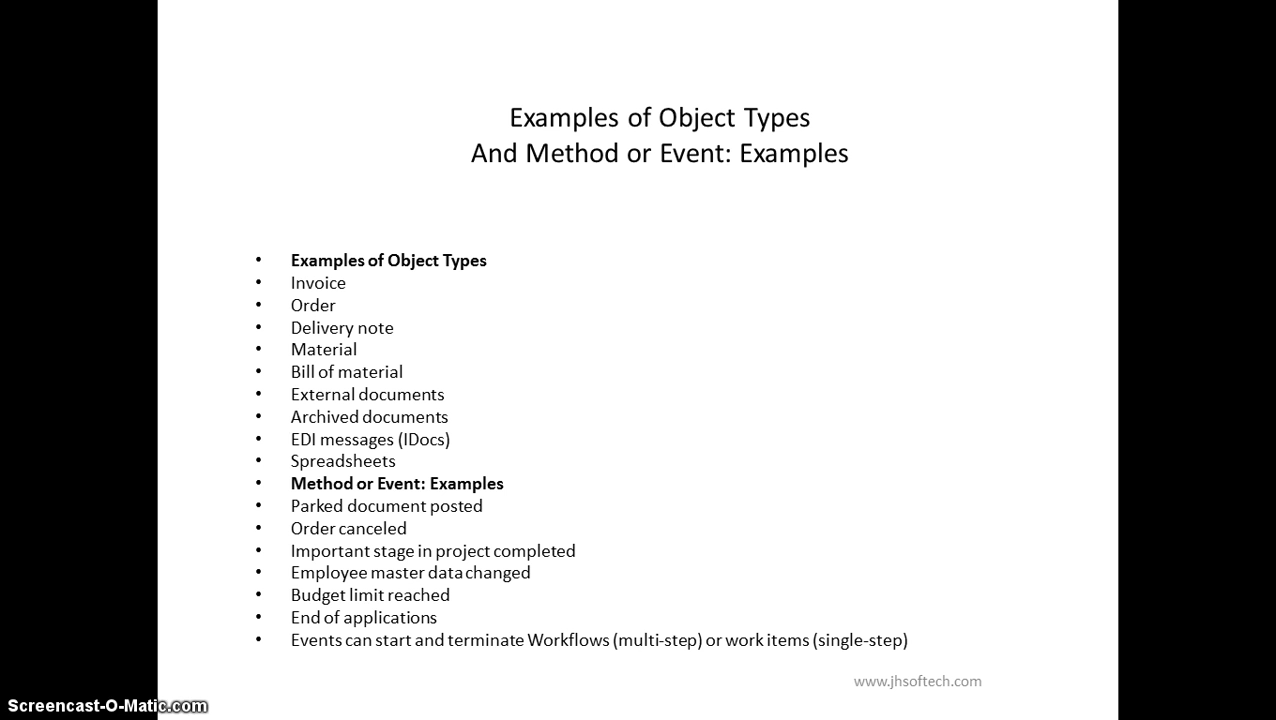 Examples of Object Types
And Method or Event: Examples
• Examples of Object Types
• Invoice
• Order
• Delivery note
• Material
• Bill of material
• External documents
• Archived documents
• EDI messages (IDocs)
• Spreadsheets
• Method or Event: Examples
• Parked document posted
• Order canceled
• Important stage in project completed
• Employee master data changed
• Budget limit reached
• End of applications
• Events can start and terminate Workflows (multi-step) or work items (single-step)
www.jhsoftech.com
Screencast-O-Matic.com